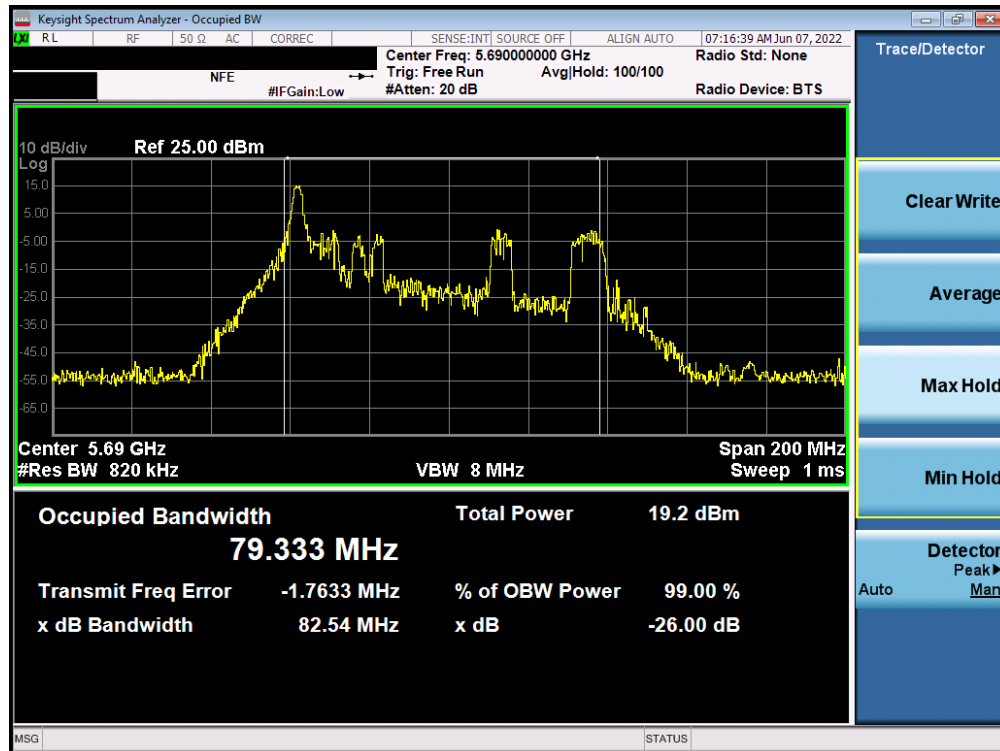 Keysight Spectrum Analyzer - Occupied BW
LXI RL RF 50 Ω AC CORREC SENSE:INT SOURCE OFF ALIGN AUTO 07:16:39 AM Jun 07, 2022
Center Freq: 5.690000000 GHz Radio Std: None
NFE Trig: Free Run Avg|Hold: 100/100
#IFGain:Low #Atten: 20 dB Radio Device: BTS
10 dB/div Ref 25.00 dBm
Log
15.0
5.00
-5.00
-15.0
-25.0
-35.0
-45.0
-55.0
-65.0
Center 5.69 GHz Span 200 MHz
#Res BW 820 kHz VBW 8 MHz Sweep 1 ms
Occupied Bandwidth Total Power 19.2 dBm
79.333 MHz
Transmit Freq Error -1.7633 MHz % of OBW Power 99.00 %
x dB Bandwidth 82.54 MHz x dB -26.00 dB
MSG STATUS
Trace/Detector
Clear Write
Average
Max Hold
Min Hold
Detector
Peak▶
Auto Man